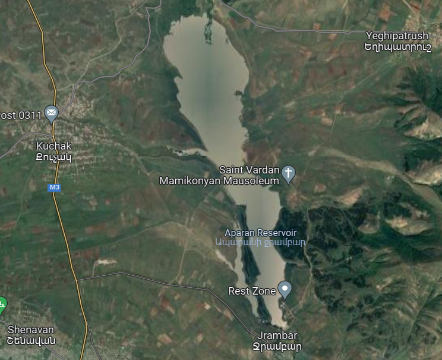 Yeghipatrush
Եղիպատրուշ
ost 0311
Kuchak
Քուչակ
Saint Vardan
Mamikonyan Mausoleum
M3
Aparan Reservoir
Ապարանի ջրամբար
Rest Zone
Shenavan
Շենավան
Jrambar
Ջրամբար